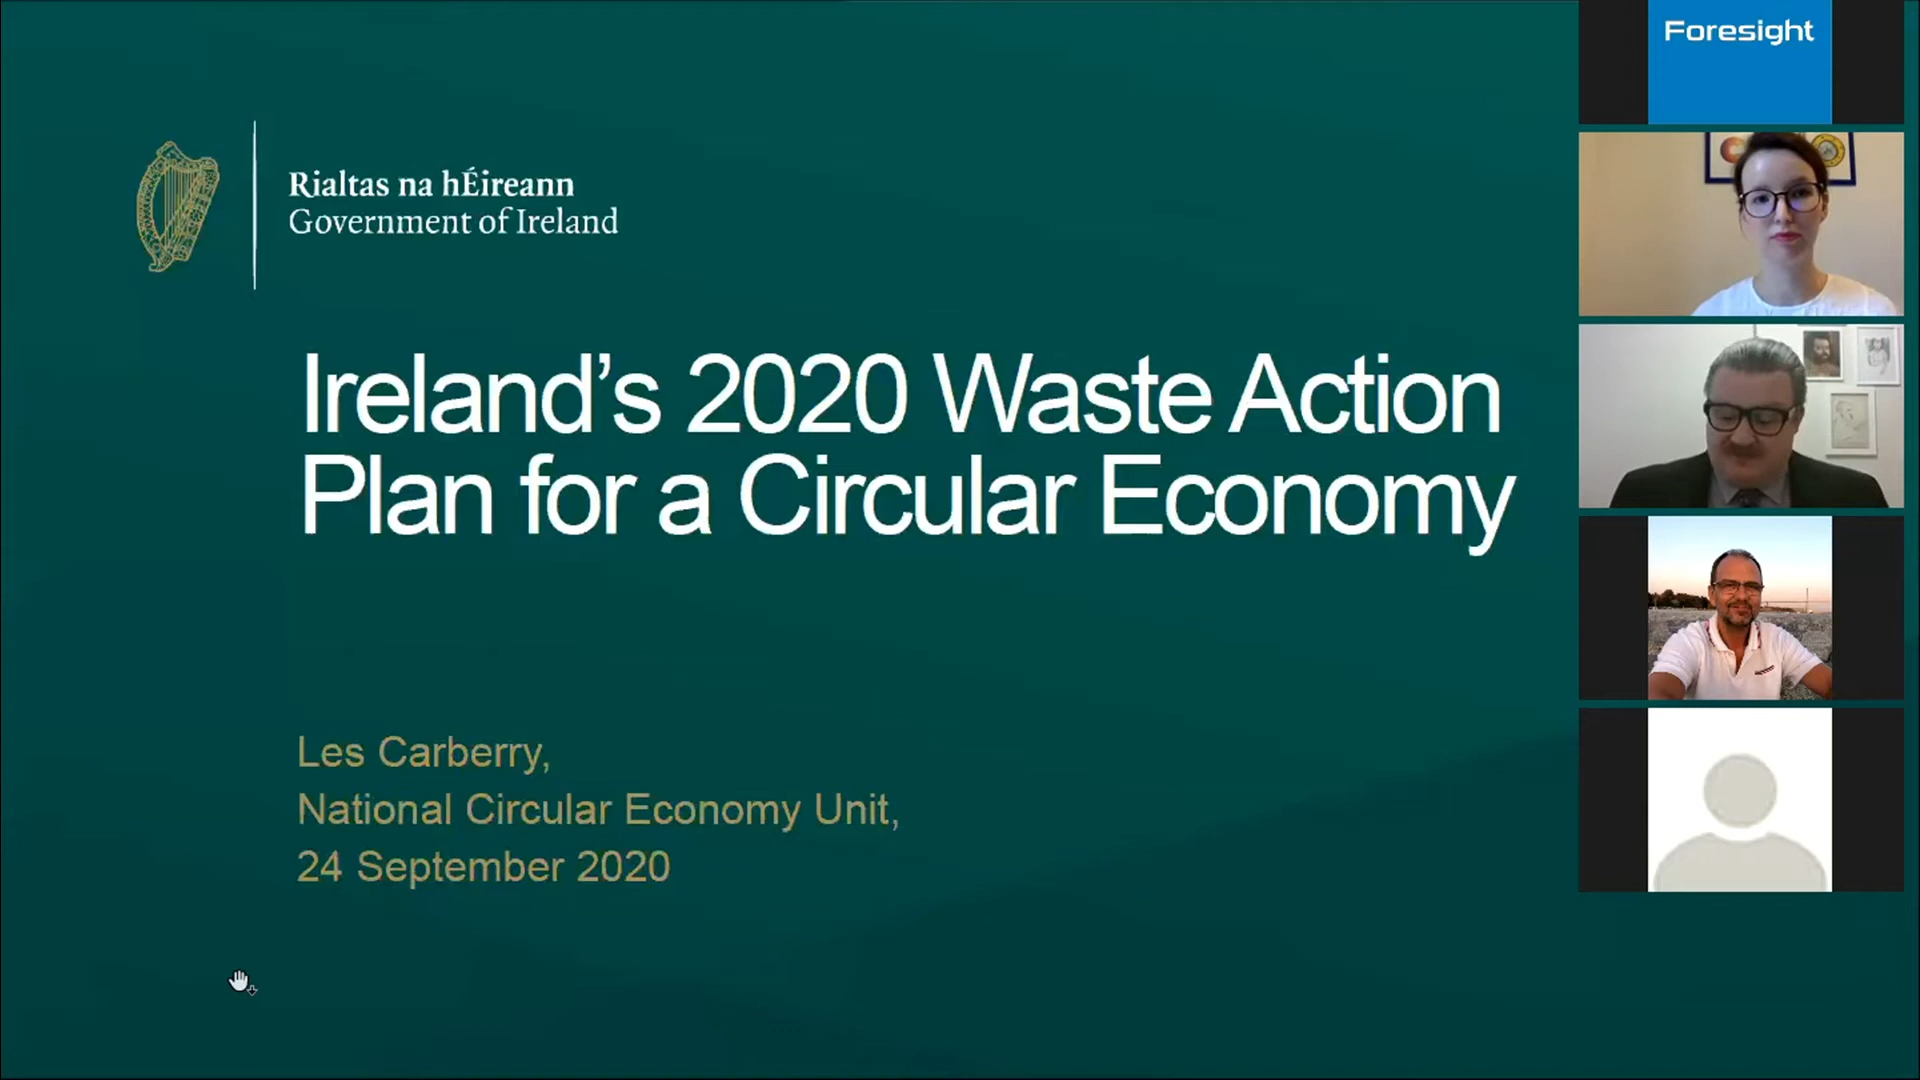 Foresight
Rialtas na hÉireann
Government of Ireland
Ireland’s 2020 Waste Action
Plan for a Circular Economy
Les Carberry,
National Circular Economy Unit,
24 September 2020